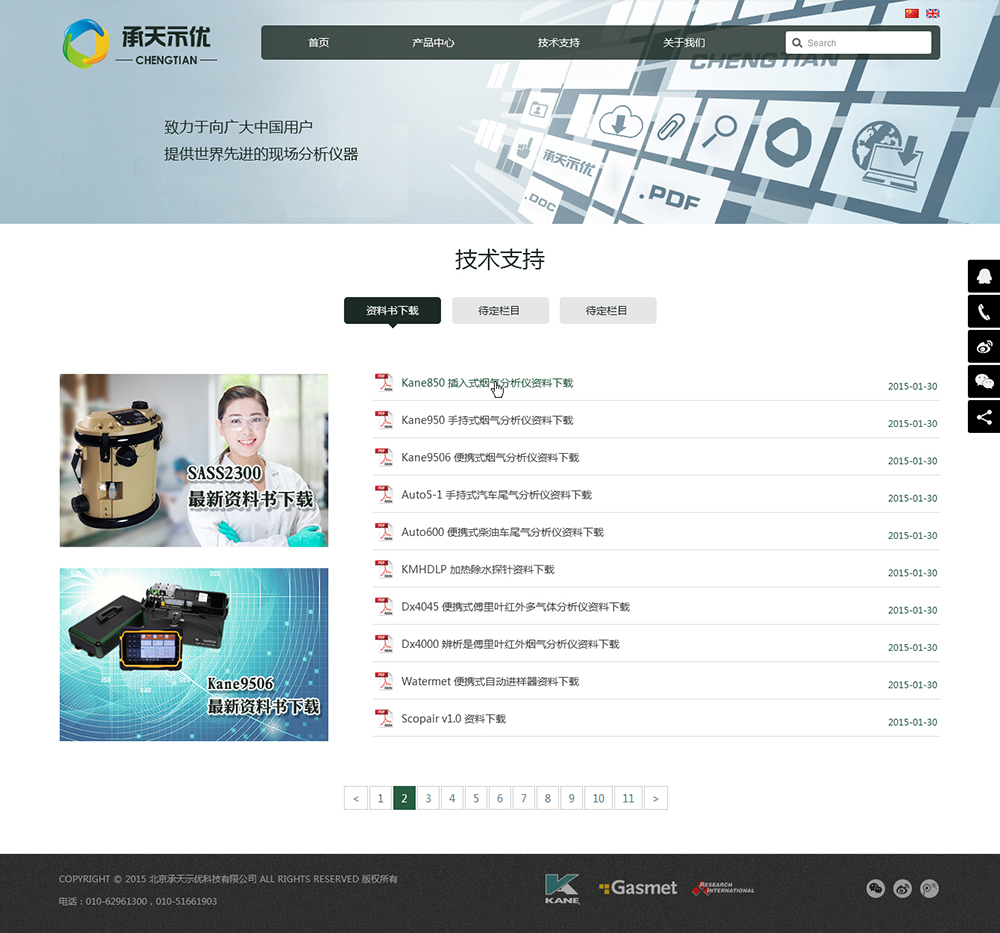 承天示优
CHENGTIAN
首页
产品中心
技术支持
关于我们
Search
CHENGTIAN
致力于向广大中国用户
提供世界先进的现场分析仪器
承天示优
.DOC
.PDF
技术支持
资料书下载
待定栏目
待定栏目
SASS2300
最新资料书下载
Kane9506
最新资料书下载
Kane850 插入式烟气分析仪资料下载
2015-01-30
Kane950 手持式烟气分析仪资料下载
2015-01-30
Kane9506 便携式烟气分析仪资料下载
2015-01-30
Auto5-1 手持式汽车尾气分析仪资料下载
2015-01-30
Auto600 便携式柴油车尾气分析仪资料下载
2015-01-30
KMHDLP 加热除水探针资料下载
2015-01-30
Dx4045 便携式傅里叶红外多气体分析仪资料下载
2015-01-30
Dx4000 辨析是傅里叶红外烟气分析仪资料下载
2015-01-30
Watermet 便携式自动进样器资料下载
2015-01-30
Scopair v1.0 资料下载
2015-01-30
< 1 2 3 4 5 6 7 8 9 10 11 >
COPYRIGHT © 2015 北京承天示优科技有限公司 ALL RIGHTS RESERVED 版权所有
电话：010-62961300，010-51661903
KANE
Gasmet
RESEARCH
INTERNATIONAL